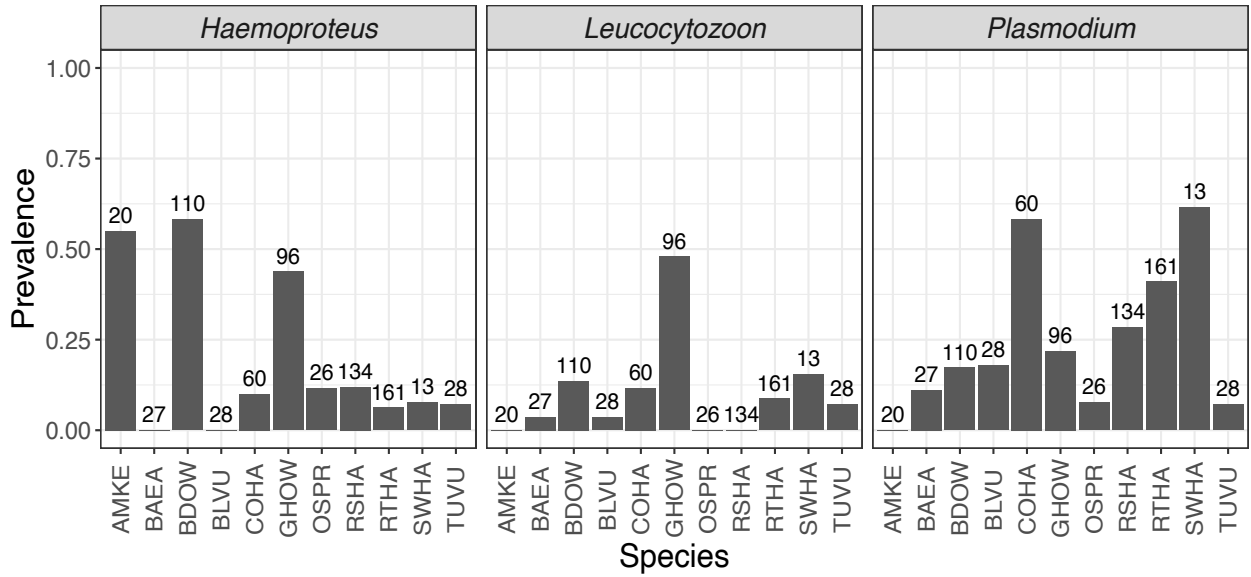 Haemoproteus Leucocytozoon Plasmodium
Prevalence
1.00
0.75
0.50
0.25
0.00
20 27 110 28 60 96 26 134 161 13 28
20 27 110 28 60 96 26 134 161 13 28
20 27 110 28 60 96 26 134 161 13 28
AMKE BAEA BDOW BLVU COHA GHOW OSPR RSHA RTHA SWHA TUVU
AMKE BAEA BDOW BLVU COHA GHOW OSPR RSHA RTHA SWHA TUVU
AMKE BAEA BDOW BLVU COHA GHOW OSPR RSHA RTHA SWHA TUVU
Species